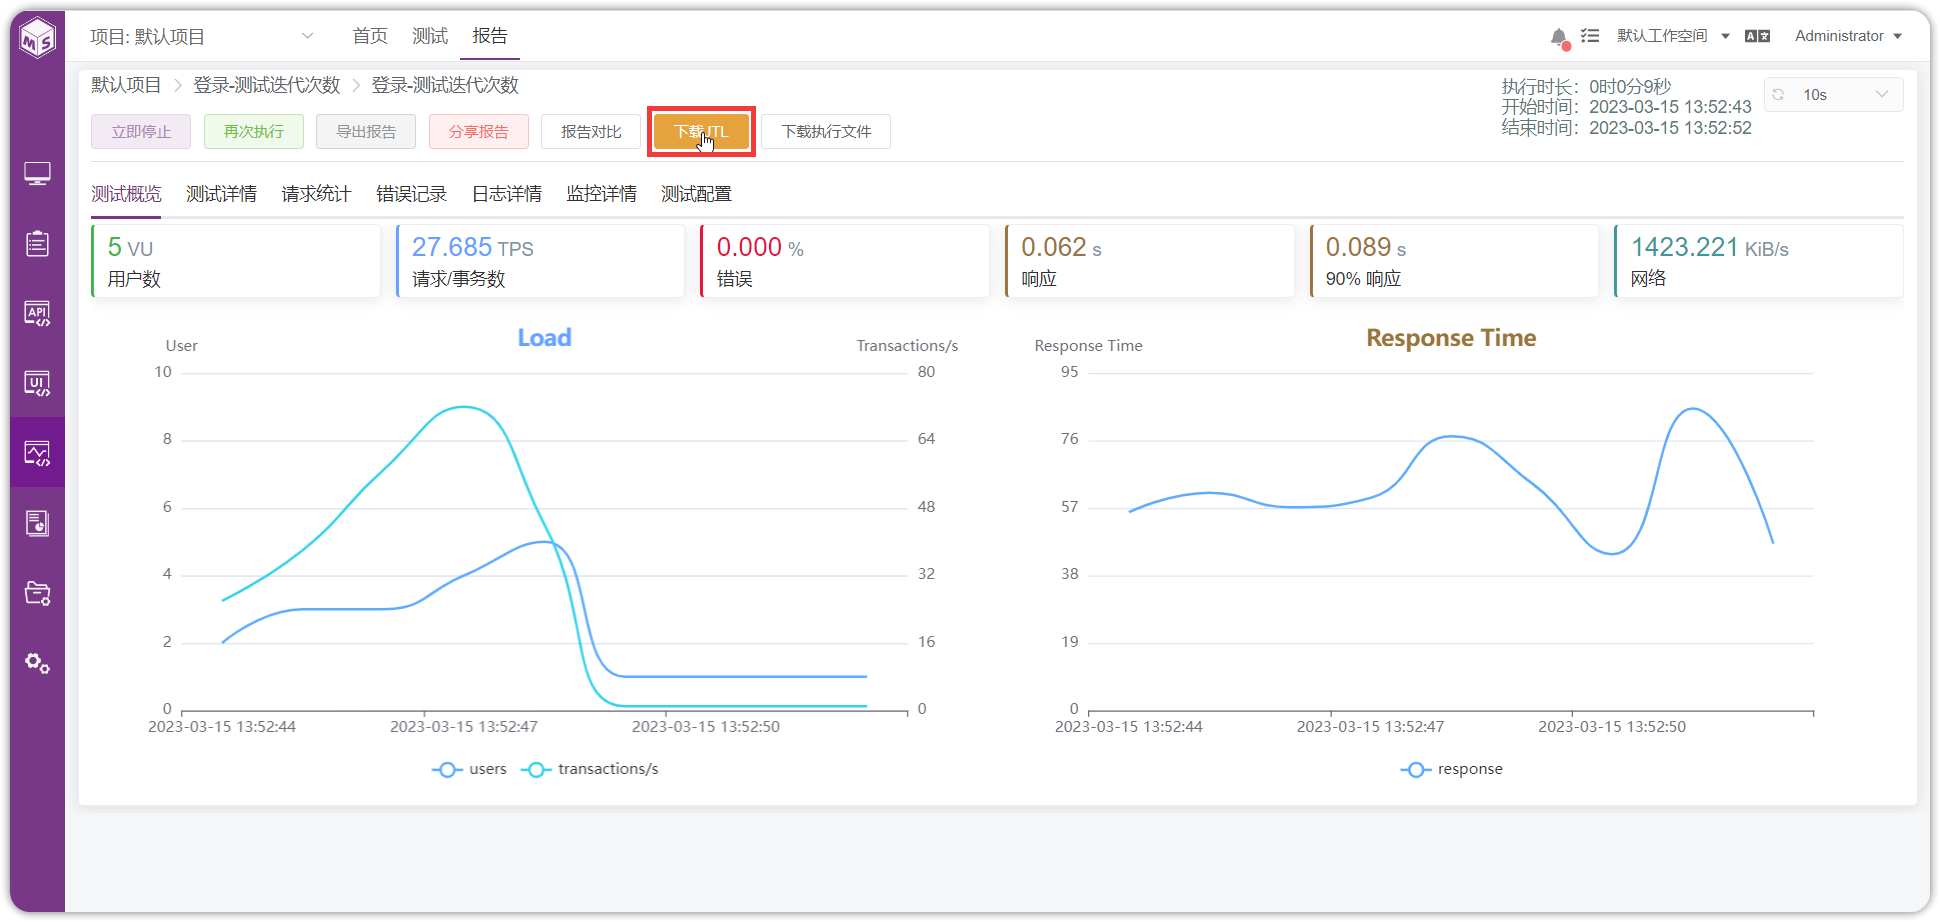 MS
项目: 默认项目
首页 测试 报告
默认工作空间
Administrator
默认项目 > 登录-测试迭代次数 > 登录-测试迭代次数
执行时长: 0时0分9秒
开始时间: 2023-03-15 13:52:43
结束时间: 2023-03-15 13:52:52
10s
立即停止 再次执行 导出报告 分享报告 报告对比 下载JTL 下载执行文件
测试概览 测试详情 请求统计 错误记录 日志详情 监控详情 测试配置
5 VU
用户数
27.685 TPS
请求/事务数
0.000 %
错误
0.062 s
响应
0.089 s
90% 响应
1423.221 KiB/s
网络
API
UI
Load
User
Transactions/s
10
8
6
4
2
0
80
64
48
32
16
0
2023-03-15 13:52:44
2023-03-15 13:52:47
2023-03-15 13:52:50
users
transactions/s
Response Time
Response Time
95
76
57
38
19
0
2023-03-15 13:52:44
2023-03-15 13:52:47
2023-03-15 13:52:50
response